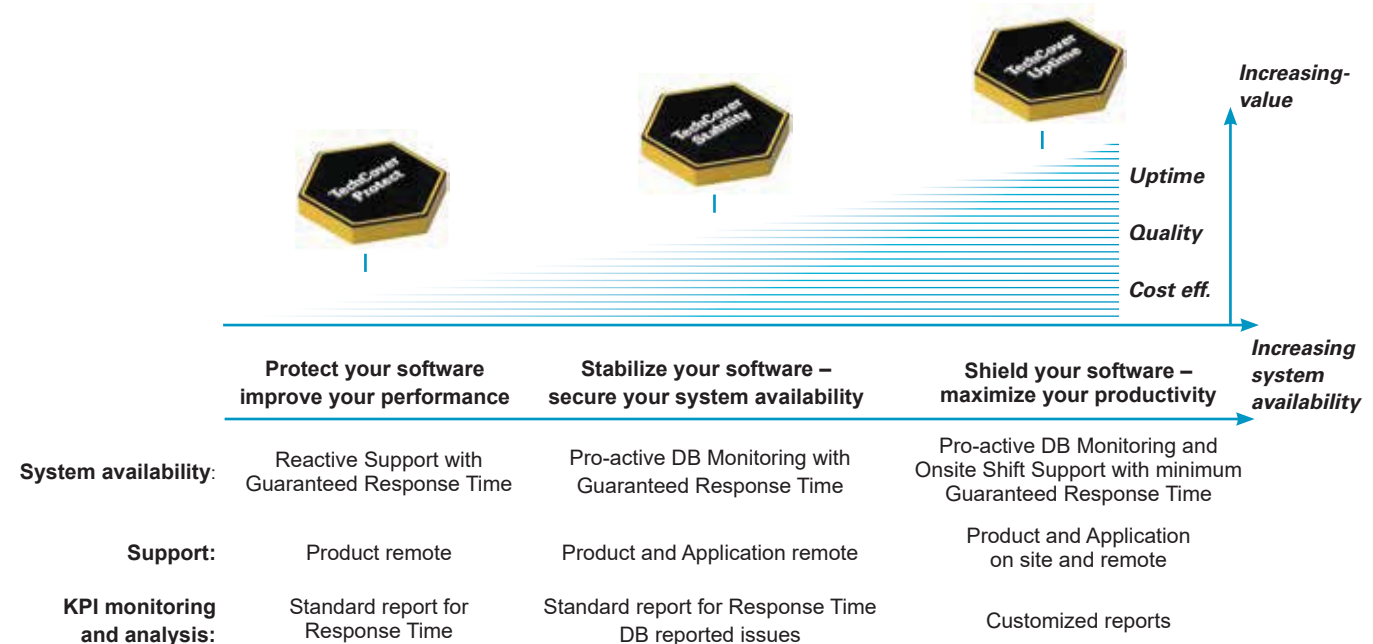 TechCover
Uptime
TechCover
Stability
TechCover
Protect
Increasing-
value
Uptime
Quality
Cost eff.
Increasing
system
availability
Protect your software
improve your performance
Stabilize your software –
secure your system availability
Shield your software –
maximize your productivity
System availability:
Reactive Support with
Guaranteed Response Time
Pro-active DB Monitoring with
Guaranteed Response Time
Pro-active DB Monitoring and
Onsite Shift Support with minimum
Guaranteed Response Time
Support:
Product remote
Product and Application remote
Product and Application
on site and remote
KPI monitoring
and analysis:
Standard report for
Response Time
Standard report for Response Time
DB reported issues
Customized reports